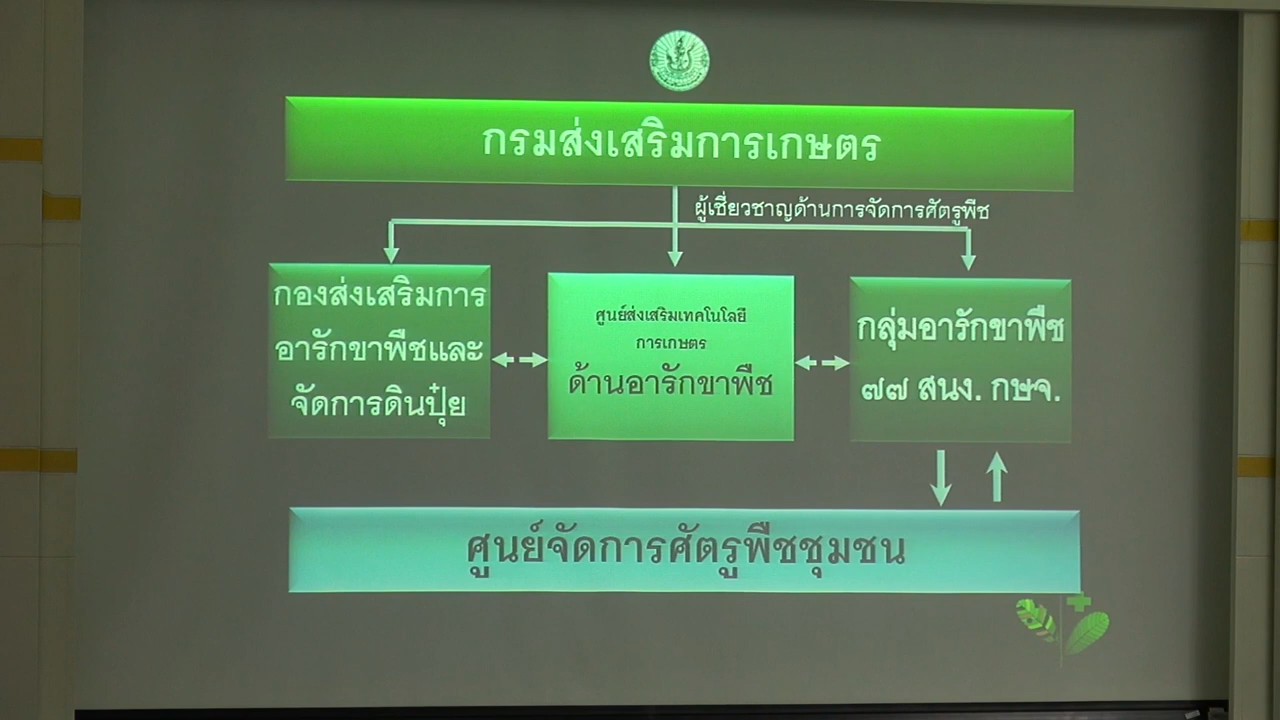 กรมส่งเสริมการเกษตร
ผู้เชี่ยวชาญด้านการจัดการศัตรูพืช
กองส่งเสริมการ
อารักขาพืชและ
จัดการดินปุ๋ย
ศูนย์ส่งเสริมเทคโนโลยี
การเกษตร
ด้านอารักขาพืช
กลุ่มอารักขาพืช
๗๗ สนง. กษจ.
ศูนย์จัดการศัตรูพืชชุมชน